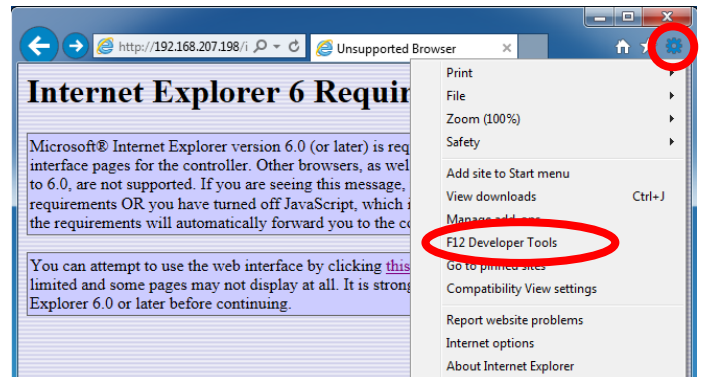 http://192.168.207.198/i
Unsupported Browser
Print
Internet Explorer 6 Requir
File
Zoom (100%)
Microsoft® Internet Explorer version 6.0 (or later) is req
Safety
interface pages for the controller. Other browsers, as wel
to 6.0, are not supported. If you are seeing this message,
Add site to Start menu
requirements OR you have turned off JavaScript, which i
View downloads Ctrl+J
the requirements will automatically forward you to the co
Manage add-ons
F12 Developer Tools
You can attempt to use the web interface by clicking this
Go to pinned sites
limited and some pages may not display at all. It is strong
Compatibility View settings
Explorer 6.0 or later before continuing.
Report website problems
Internet options
About Internet Explorer